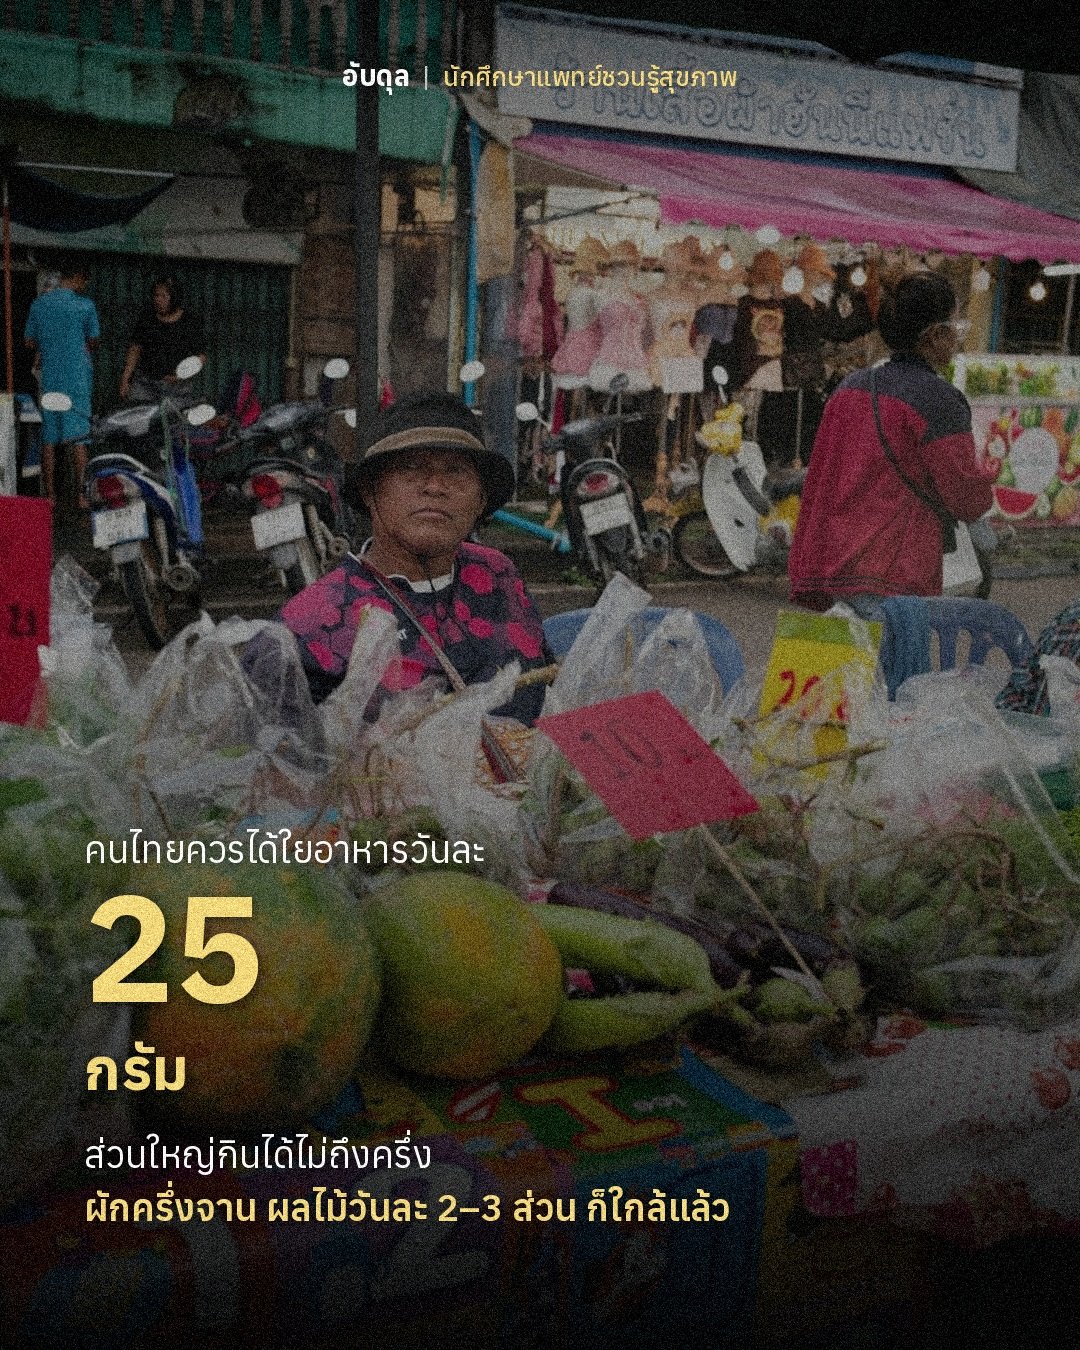 อับดุล | นักศึกษาแพทย์ชวนรู้สุขภาพ
10
20
คนไทยควรได้ใยอาหารวันละ
25
กรัม
ส่วนใหญ่กินได้ไม่ถึงครึ่ง
ผักครึ่งจาน ผลไม้วันละ 2–3 ส่วน ก็ใกล้แล้ว